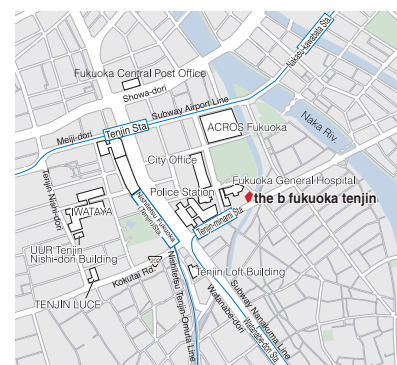 Nakasu-kawabata Sta
Fukuoka Central Post Office
Showa-dori
Subway Airport Line
Naka Riv.
Meiji-dori
Tenjin Sta
ACROS Fukuoka
City Office
Fukuoka General Hospital
Tenjin Nishi-dori
Police Station
the b fukuoka tenjin
IWATAYA
Nishitetsu Fukuoka
(Tenjin)Sta
Tenjin-minami Sta
UUR Tenjin
Nishi-dori Building
Kokutai Rd
Tenjin Loft Building
TENJIN LUCE
Nishitetsu Tenjin-Omuta Line
Watanabe-dori
Subway Nanakuma Line
Watanabe-dori Sta